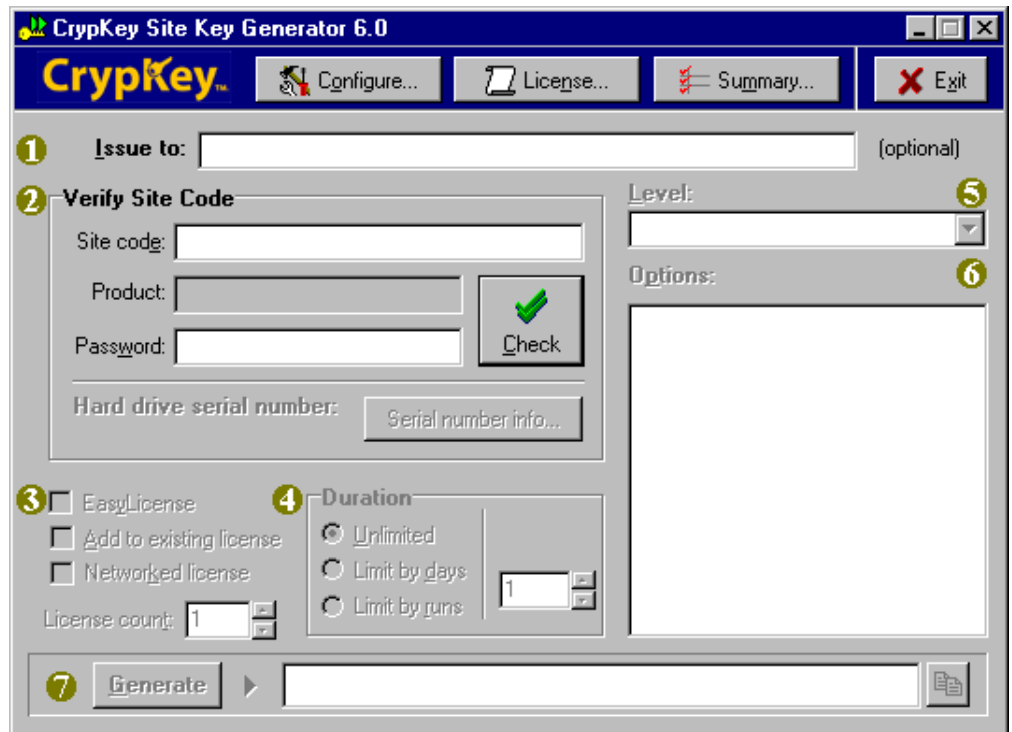 CrypKey Site Key Generator 6.0
CrypKey™ Configure... License... Summary... Exit
1 Issue to: (optional)
2 Verify Site Code
Site code:
Product:
Password:
Check
Hard drive serial number: Serial number info...
Level: 5
Options: 6
3 EasyLicense
Add to existing license
Networked license
License count: 1
4 Duration
Unlimited
Limit by days
Limit by runs
1
7 Generate